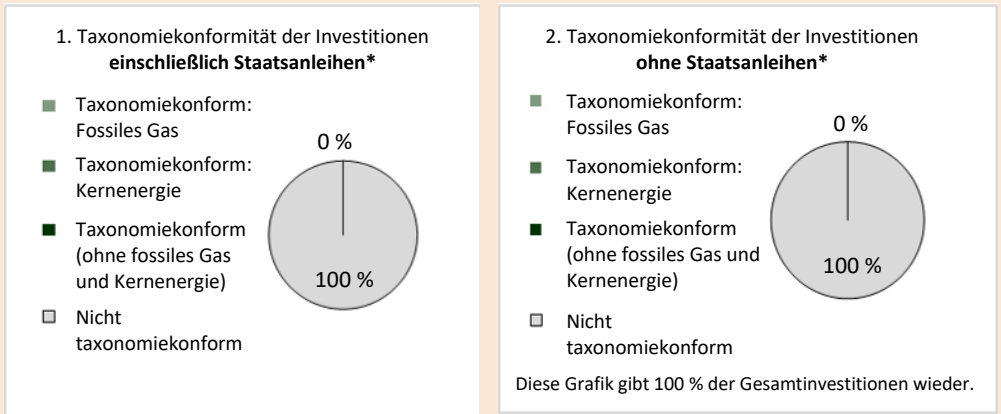 1. Taxonomiekonformität der Investitionen
einschließlich Staatsanleihen*
Taxonomiekonform:
Fossiles Gas
Taxonomiekonform:
Kernenergie
Taxonomiekonform
(ohne fossiles Gas
und Kernenergie)
Nicht
taxonomiekonform
0 %
100 %
2. Taxonomiekonformität der Investitionen
ohne Staatsanleihen*
Taxonomiekonform:
Fossiles Gas
Taxonomiekonform:
Kernenergie
Taxonomiekonform
(ohne fossiles Gas und
Kernenergie)
Nicht
taxonomiekonform
0 %
100 %
Diese Grafik gibt 100 % der Gesamtinvestitionen wieder.